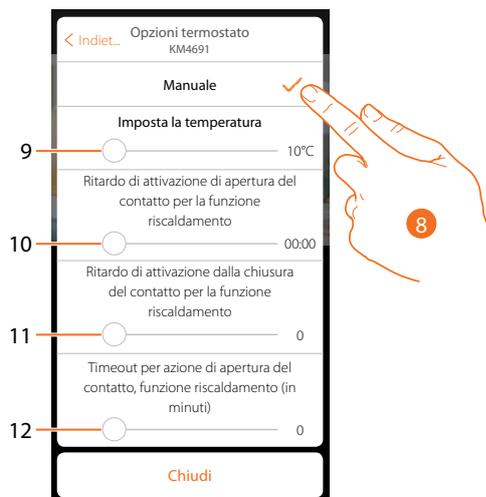 < Indiet... Opzioni termostato
KM4691
Manuale
Imposta la temperatura
9
10°C
Ritardo di attivazione di apertura del
contatto per la funzione
riscaldamento
10
00:00
Ritardo di attivazione dalla chiusura
del contatto per la funzione
riscaldamento
11
0
Timeout per azione di apertura del
contatto, funzione riscaldamento (in
minuti)
12
0
Chiudi
8